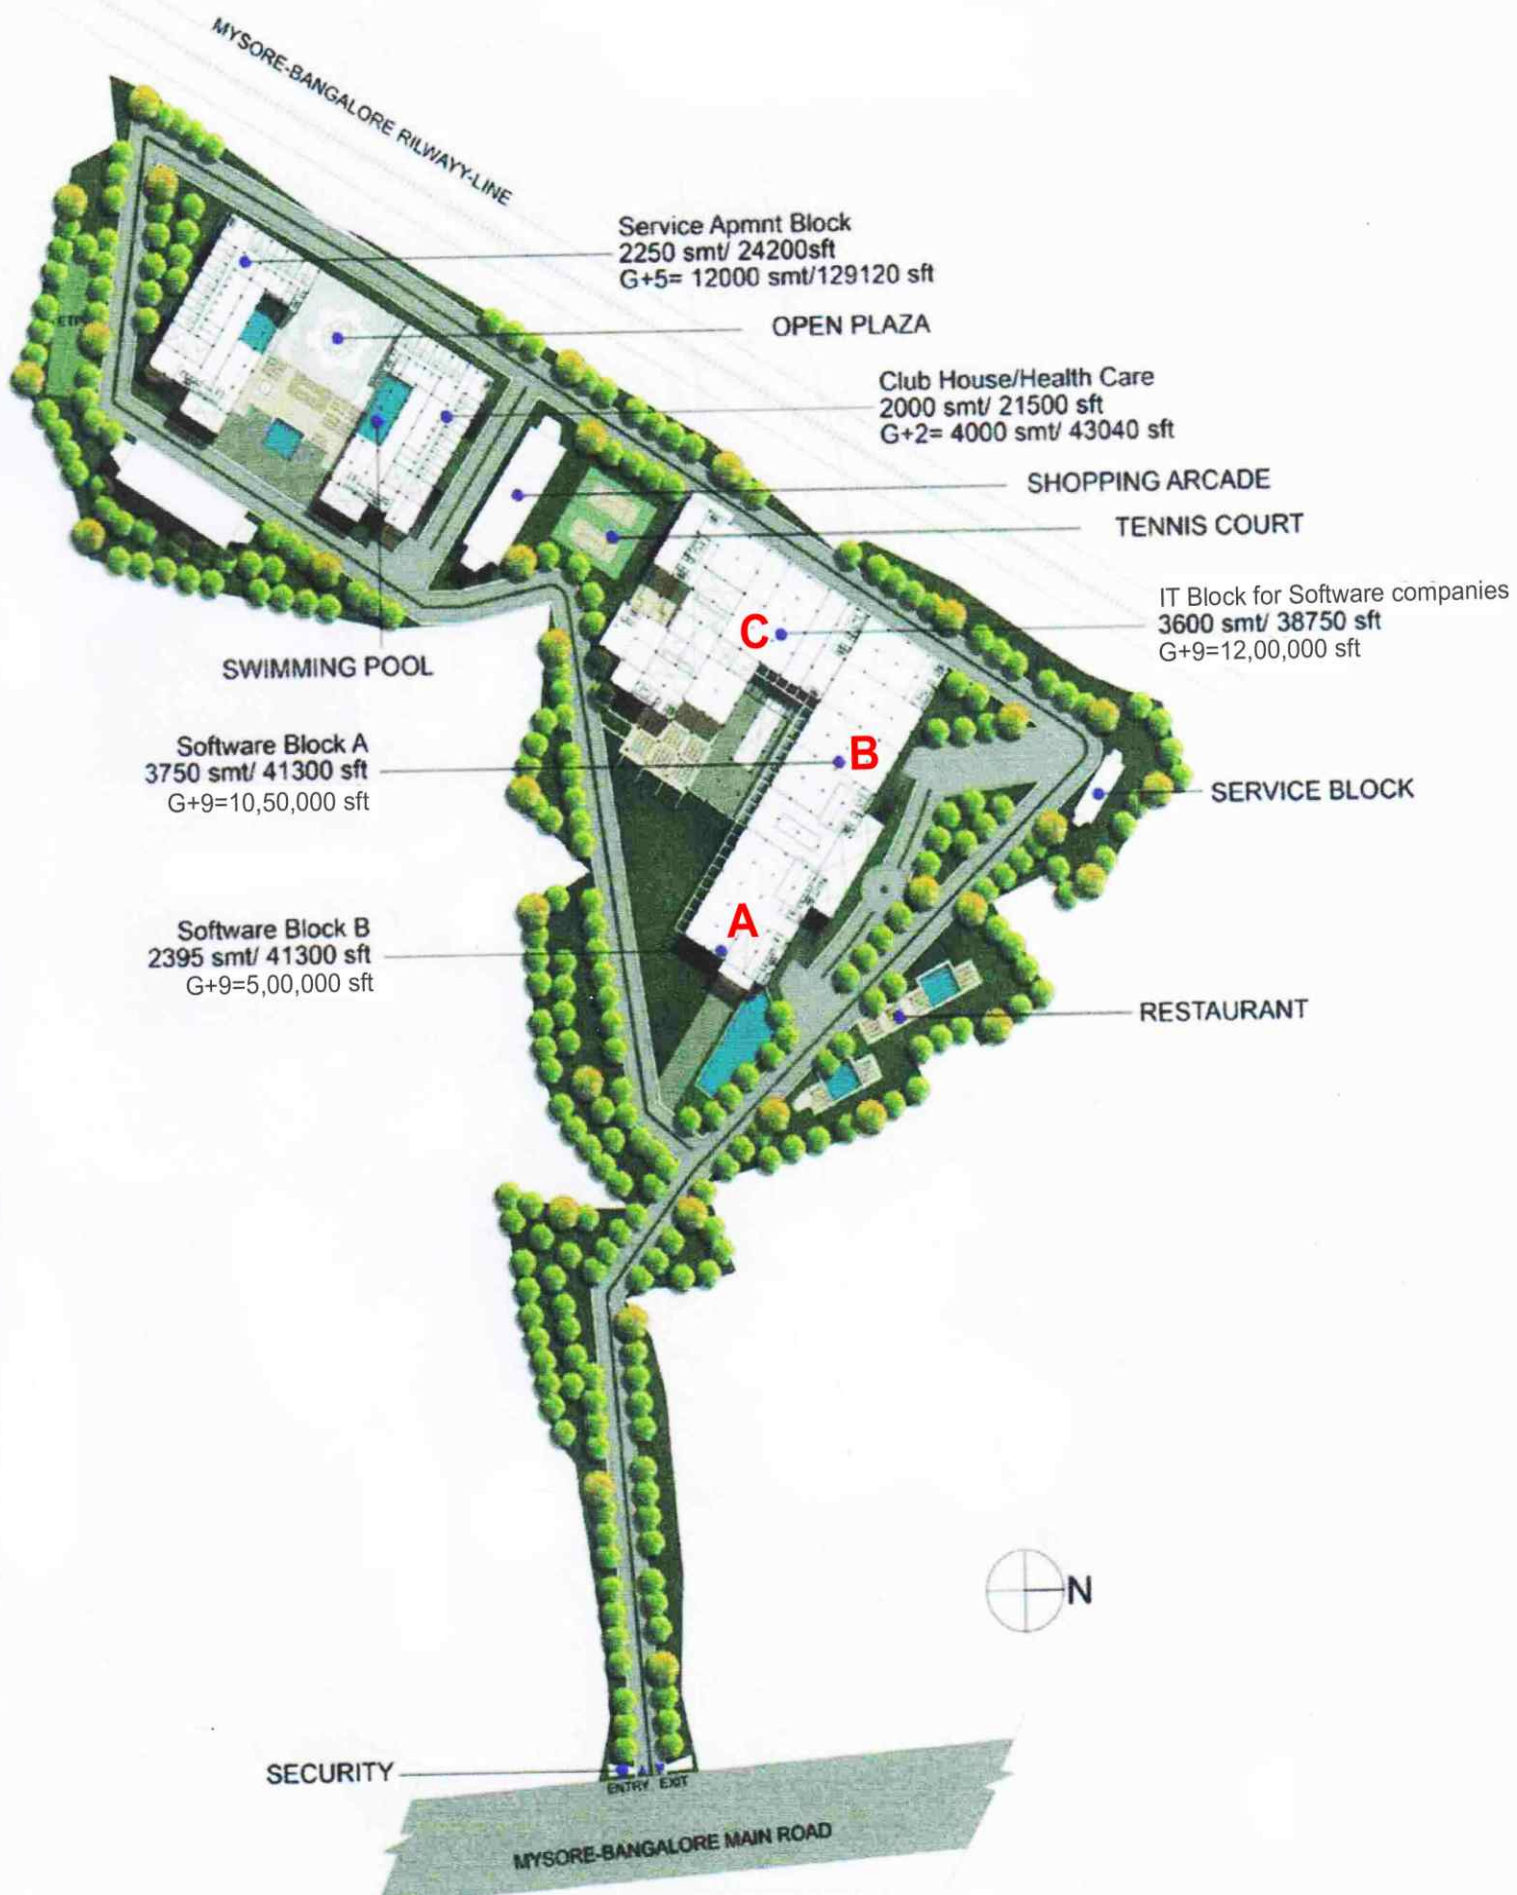 MYSORE-BANGALORE RILWAYY-LINE
Service Apmnt Block
2250 smt/ 24200sft
G+5= 12000 smt/129120 sft
OPEN PLAZA
ETP
Club House/Health Care
2000 smt/ 21500 sft
G+2= 4000 smt/ 43040 sft
SHOPPING ARCADE
TENNIS COURT
IT Block for Software companies
3600 smt/ 38750 sft
G+9=12,00,000 sft
C
SWIMMING POOL
Software Block A
3750 smt/ 41300 sft
G+9=10,50,000 sft
B
SERVICE BLOCK
A
Software Block B
2395 smt/ 41300 sft
G+9=5,00,000 sft
RESTAURANT
N
SECURITY
ENTRY EXIT
MYSORE-BANGALORE MAIN ROAD